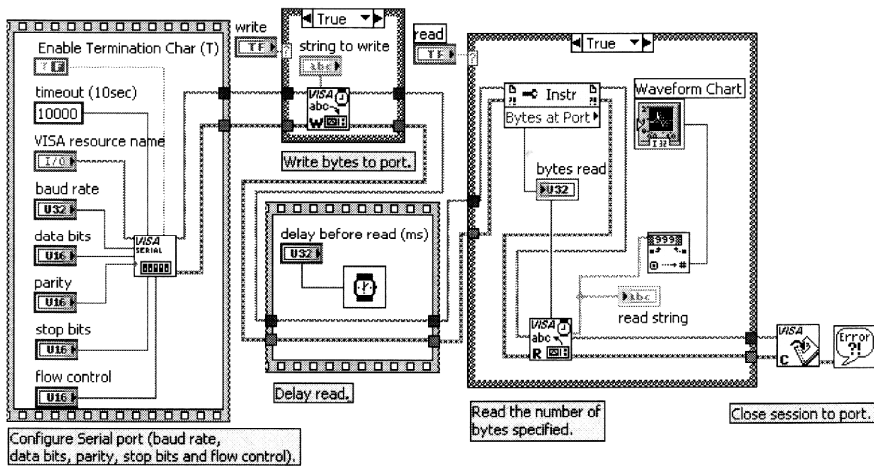 Enable Termination Char (T)
timeout (10sec)
10000
VISA resource name
I/O
baud rate
U32
data bits
U16
parity
U16
stop bits
U16
flow control
U16
VISA
SERIAL
Configure Serial port (baud rate,
data bits, parity, stop bits and flow control).
write
TF
True
string to write
abc
VISA
abc
W
Write bytes to port.
delay before read (ms)
U32
Delay read.
read
TF
True
Instr
Bytes at Port
bytes read
U32
Waveform Chart
I32
VISA
abc
R
abc
read string
Read the number of
bytes specified.
VISA
C
Error
?!
Close session to port.